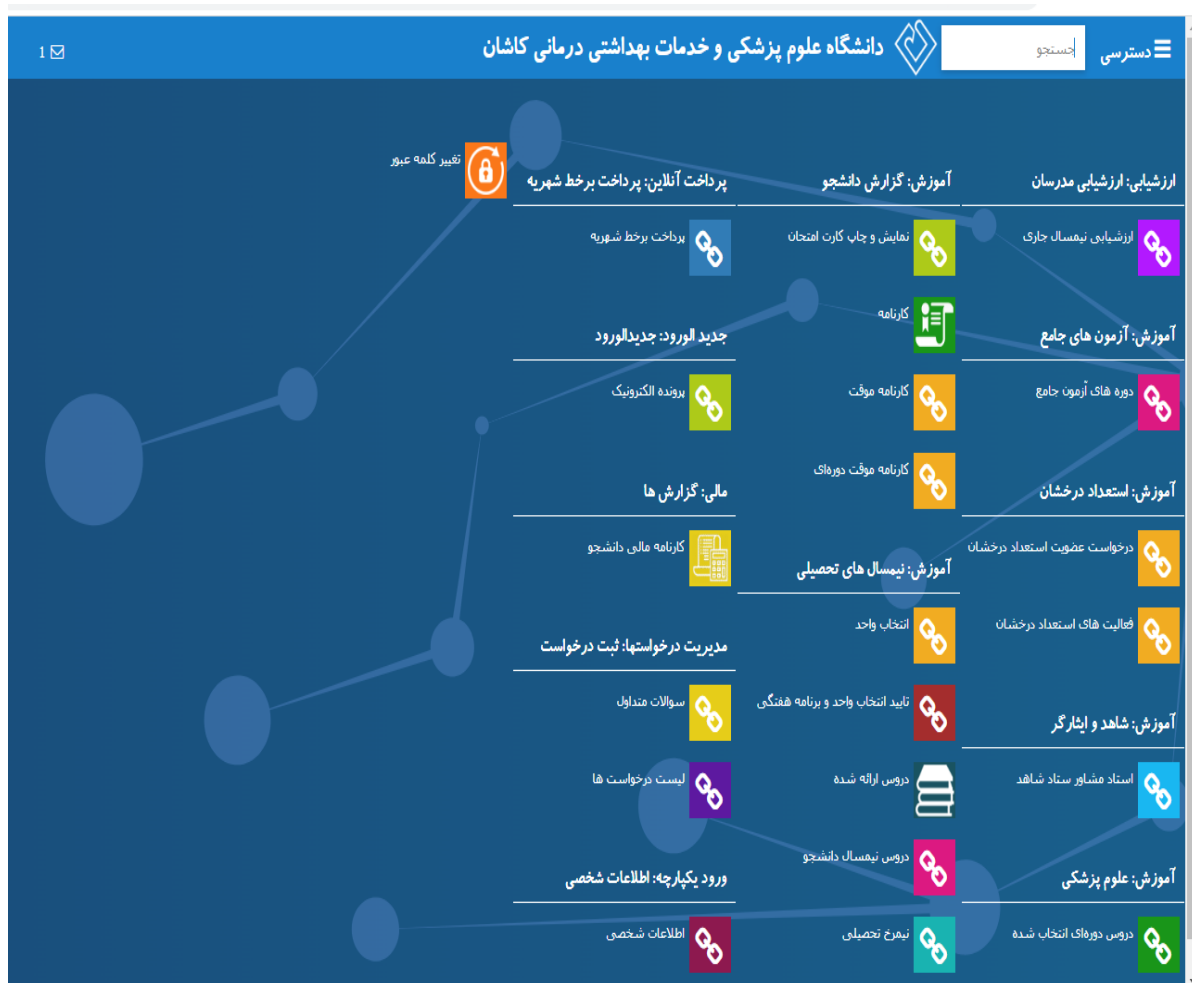 دسترسی
جستجو
دانشگاه علوم پزشکی و خدمات بهداشتی درمانی کاشان
1
ارزشیابی: ارزشیابی مدرسان
ارزشیابی نیمسال جاری
آموزش: آزمون های جامع
دوره های آزمون جامع
آموزش: استعداد درخشان
درخواست عضویت استعداد درخشان
فعالیت های استعداد درخشان
آموزش: شاهد و ایثارگر
استاد مشاور ستاد شاهد
آموزش: علوم پزشکی
دروس دوره‌ای انتخاب شده
آموزش: گزارش دانشجو
نمایش و چاپ کارت امتحان
کارنامه
کارنامه موقت
کارنامه موقت دوره‌ای
آموزش: نیمسال های تحصیلی
انتخاب واحد
تایید انتخاب واحد و برنامه هفتگی
دروس ارائه شده
دروس نیمسال دانشجو
نیمرخ تحصیلی
پرداخت آنلاین: پرداخت برخط شهریه
پرداخت برخط شهریه
جدید الورود: جدیدالورود
پرونده الکترونیک
مالی: گزارش ها
کارنامه مالی دانشجو
مدیریت درخواستها: ثبت درخواست
سوالات متداول
لیست درخواست ها
ورود یکپارچه: اطلاعات شخصی
اطلاعات شخصی
تغییر کلمه عبور